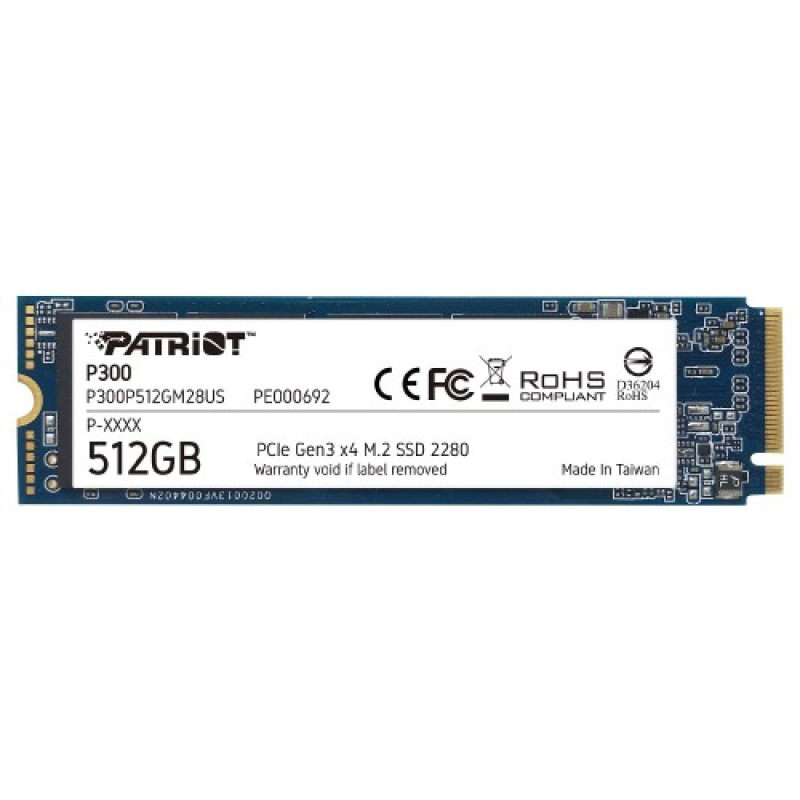 PATRIOT™
P300
P300P512GM28US PE000692
CE FC RoHS COMPLIANT
D36204
RoHS
P-XXXX
512GB
PCIe Gen3 x4 M.2 SSD 2280
Warranty void if label removed
Made In Taiwan